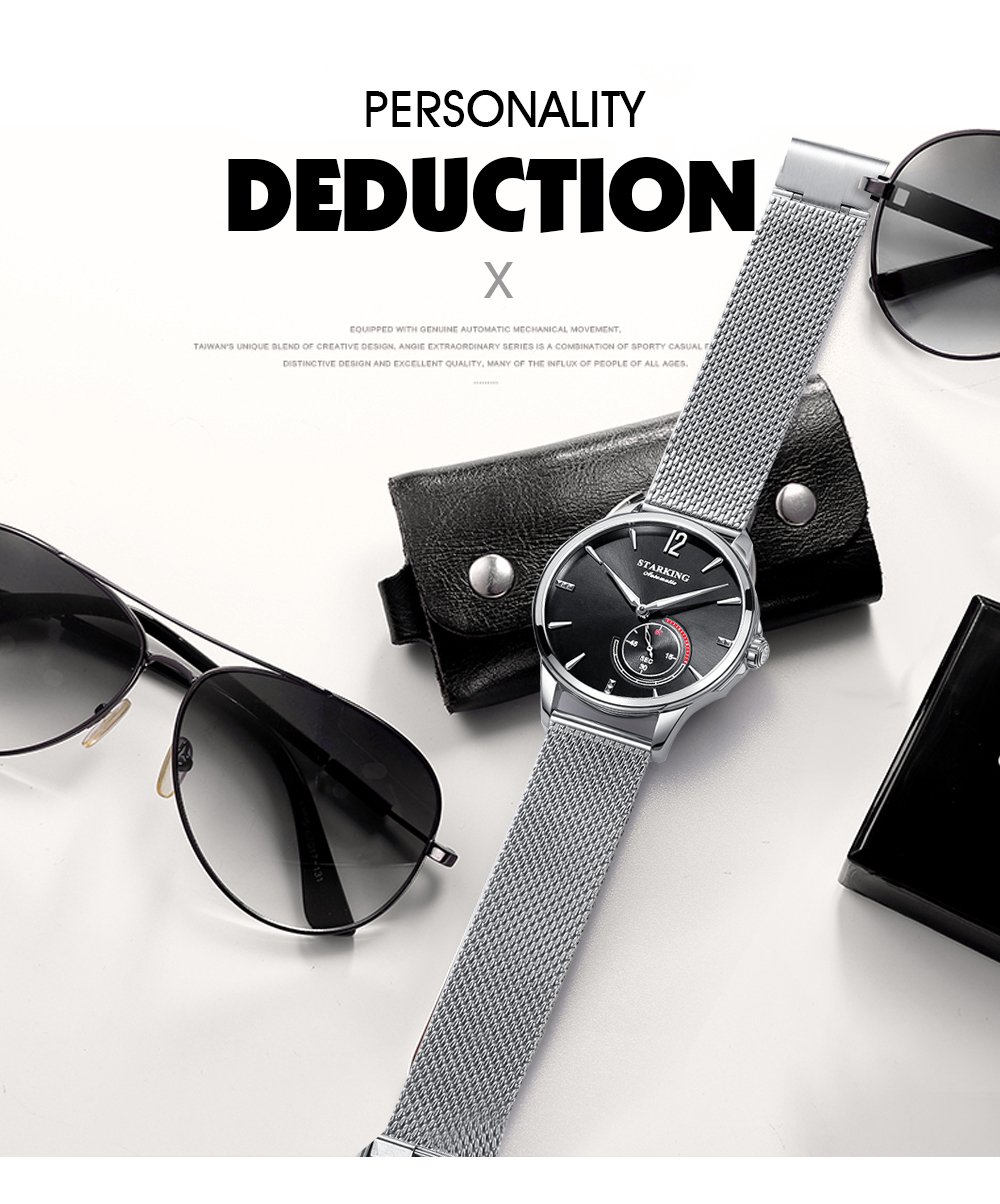 PERSONALITY
DEDUCTION
X
EQUIPPED WITH GENUINE AUTOMATIC MECHANICAL MOVEMENT,
TAIWAN'S UNIQUE BLEND OF CREATIVE DESIGN, ANGIE EXTRAORDINARY SERIES IS A COMBINATION OF SPORTY CASUAL
DISTINCTIVE DESIGN AND EXCELLENT QUALITY, MANY OF THE INFLUX OF PEOPLE OF ALL AGES.
.........
12
STARKING
Automatic
45
15
SEC
30
131